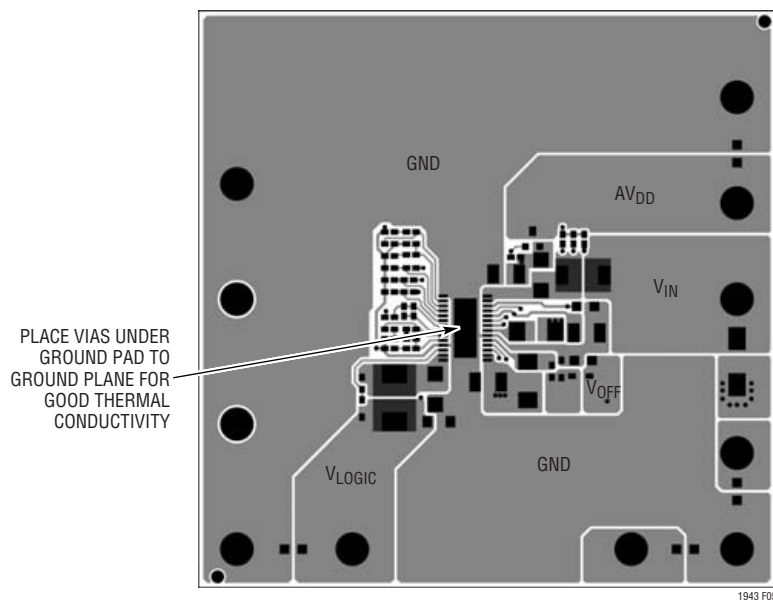 GND
AVDD
VIN
PLACE VIAS UNDER
GROUND PAD TO
GROUND PLANE FOR
GOOD THERMAL
CONDUCTIVITY
VOFF
VLOGIC
GND
1943 F05